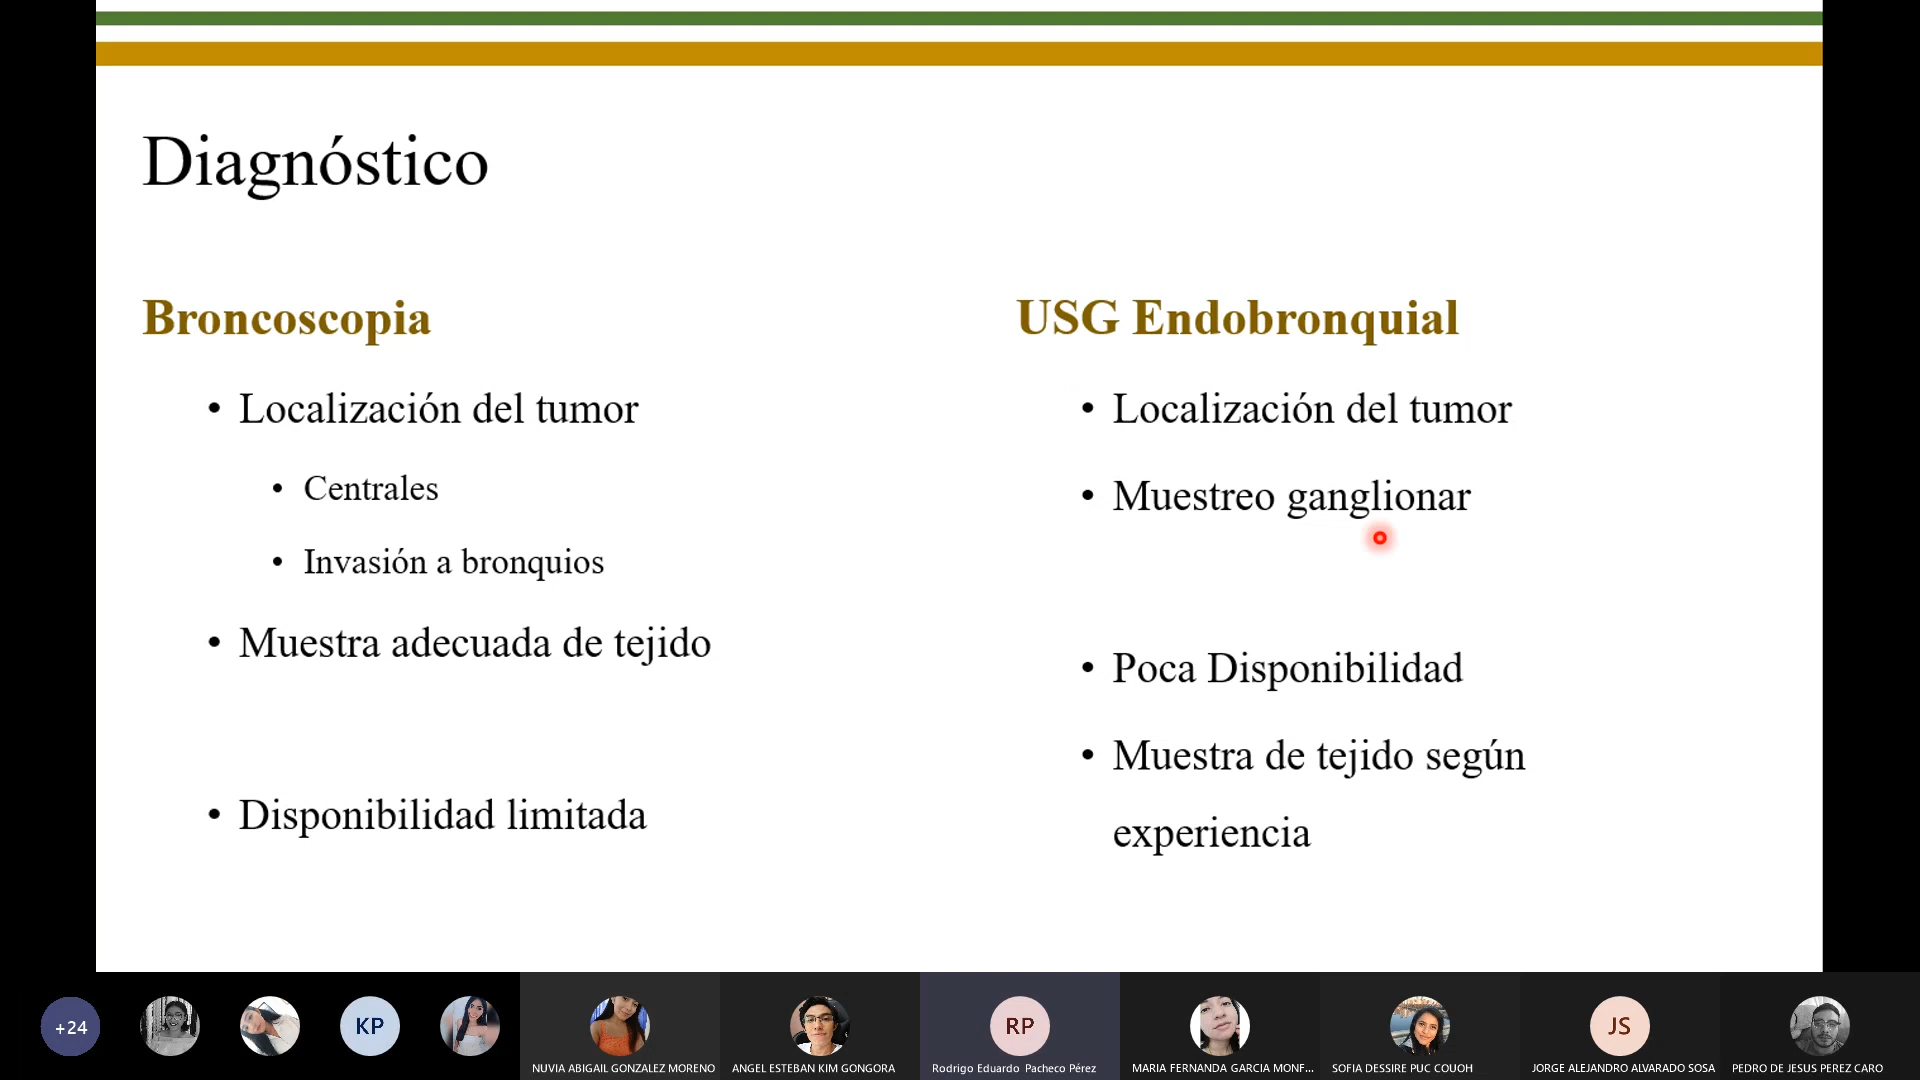 Diagnóstico
Broncoscopia
• Localización del tumor
• Centrales
• Invasión a bronquios
• Muestra adecuada de tejido
• Disponibilidad limitada
USG Endobronquial
• Localización del tumor
• Muestreo ganglionar
• Poca Disponibilidad
• Muestra de tejido según
experiencia
+24
KP
NUVIA ABIGAIL GONZALEZ MORENO
ANGEL ESTEBAN KIM GONGORA
RP
Rodrigo Eduardo Pacheco Pérez
MARIA FERNANDA GARCIA MONF...
SOFIA DESSIRE PUC COUOH
JS
JORGE ALEJANDRO ALVARADO SOSA
PEDRO DE JESUS PEREZ CARO